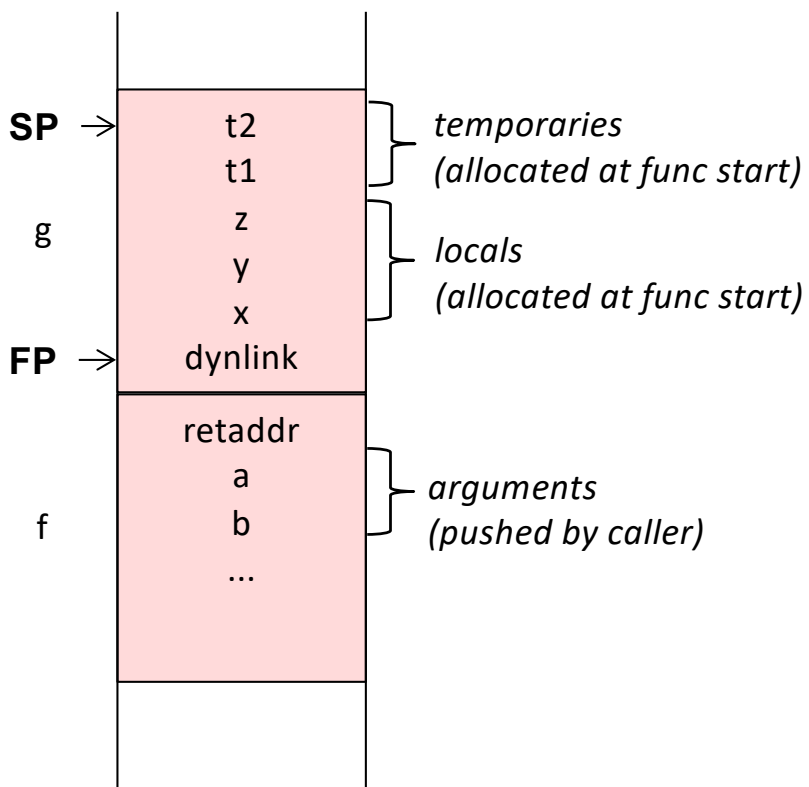 SP
t2
temporaries
t1
(allocated at func start)
g
z
y
locals
x
(allocated at func start)
FP
dynlink
retaddr
a
arguments
f
b
(pushed by caller)
...